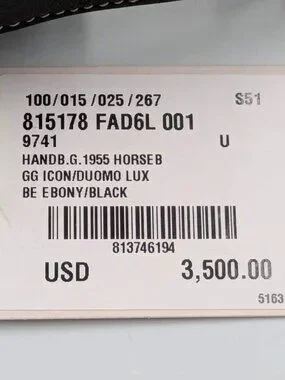 100/015/025/267 S51
815178 FAD6L 001
9741 U
HANDB.G.1955 HORSEB
GG ICON/DUOMO LUX
BE EBONY/BLACK
813746194
USD 3,500.00
5163